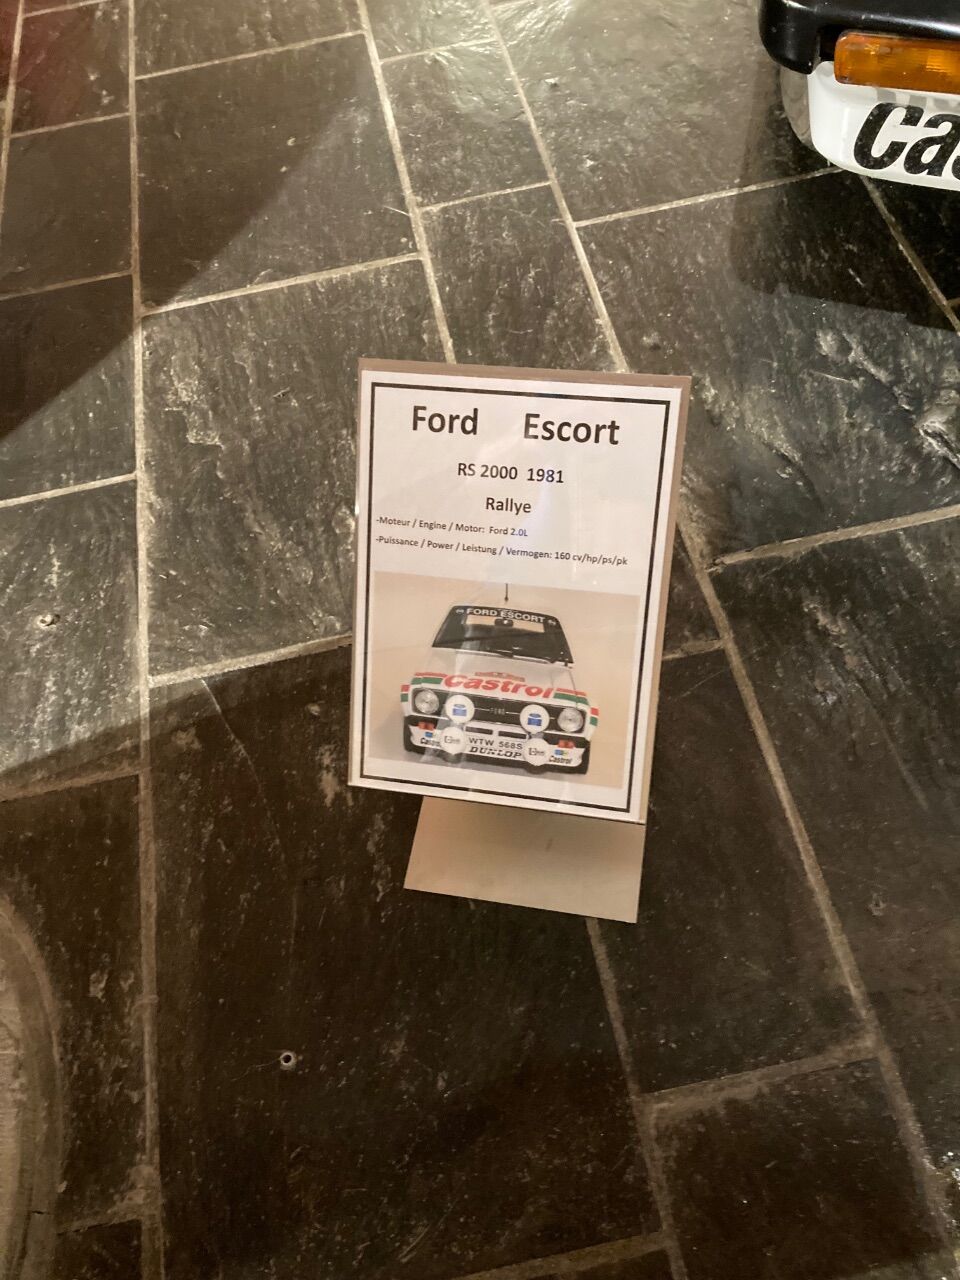 Cas
Ford Escort
RS 2000 1981
Rallye
-Moteur / Engine / Motor: Ford 2.0L
-Puissance / Power / Leistung / Vermogen: 160 cv/hp/ps/pk
FORD ESCORT
Castrol
FORD
WTW 568S
DUNLOP
Castrol